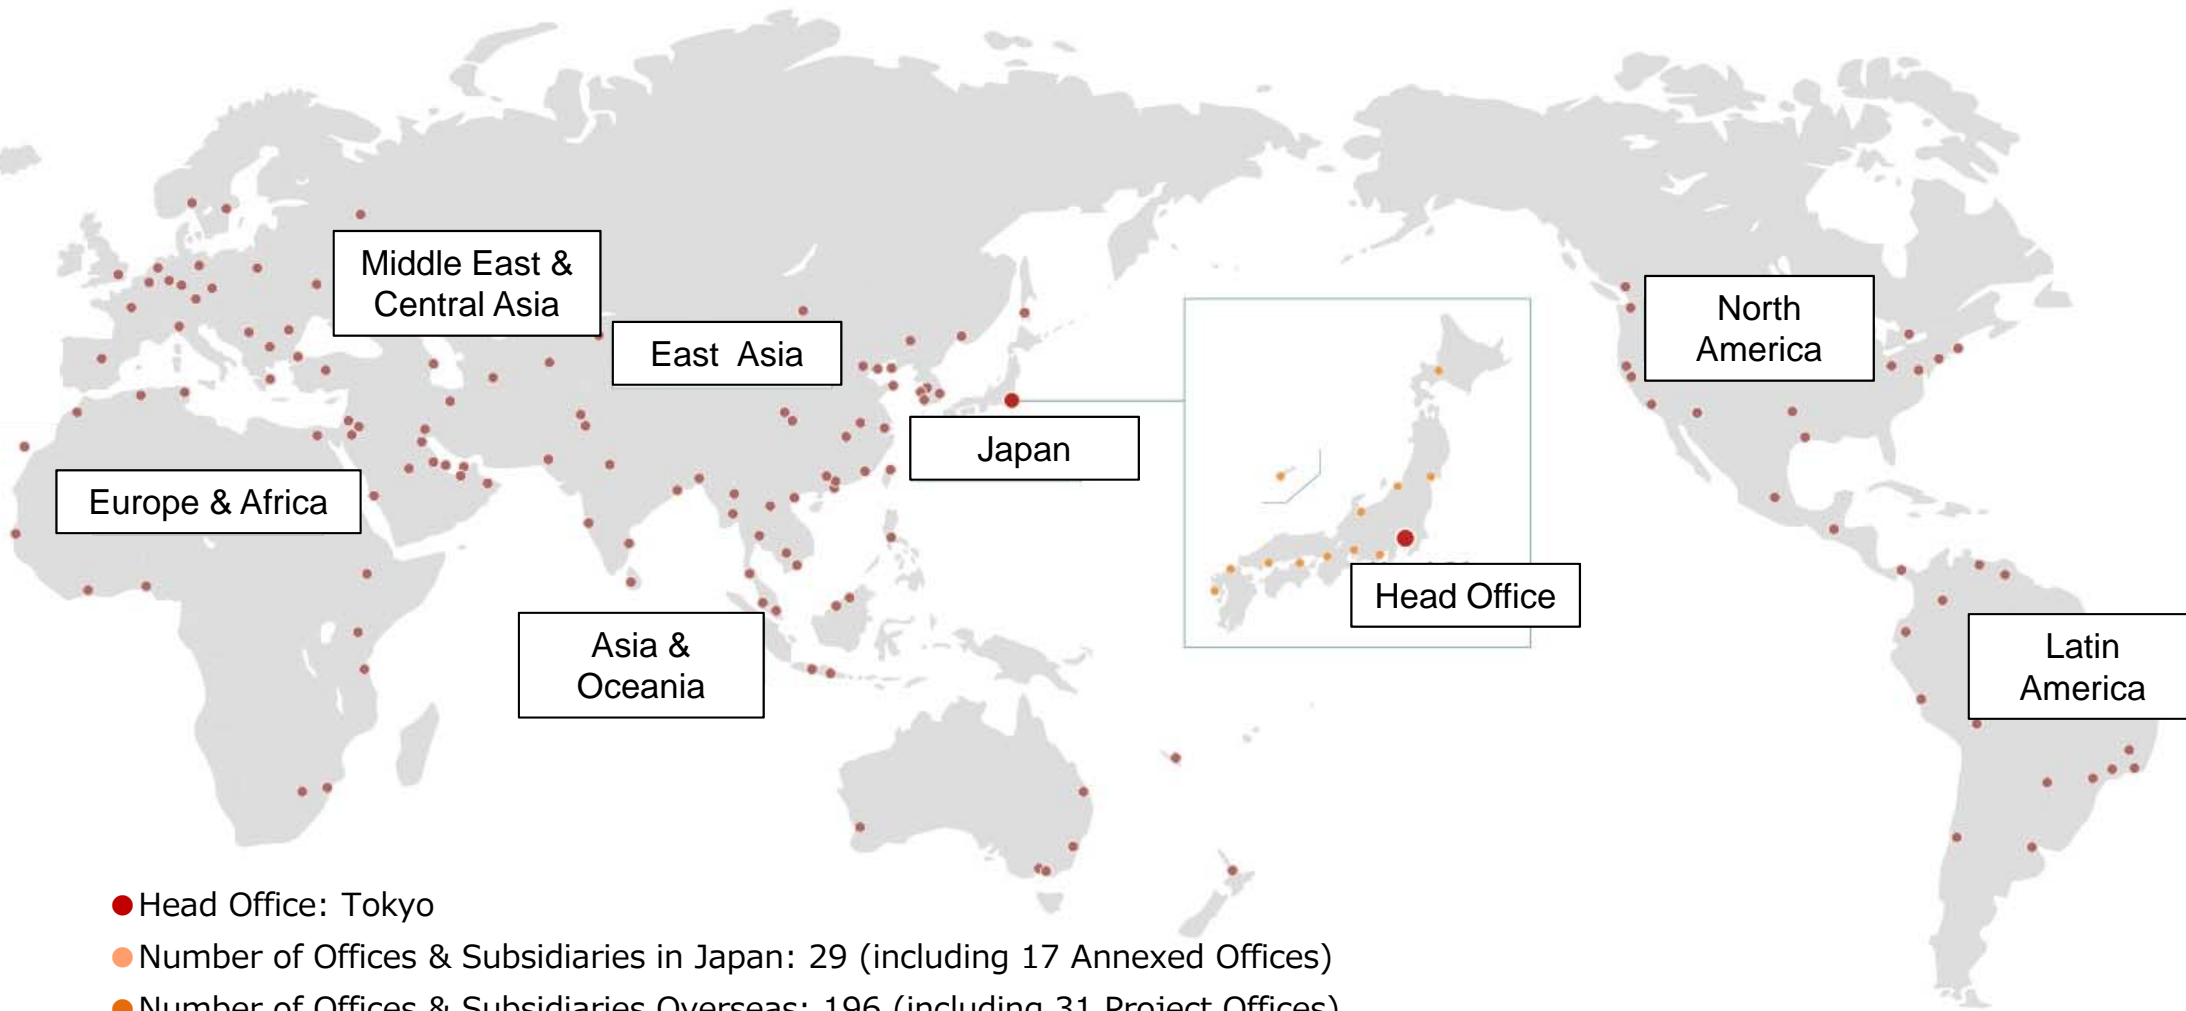 Middle East &
Central Asia
East Asia
Japan
North
America
Europe & Africa
Head Office
Asia &
Oceania
Latin
America
Head Office: Tokyo
Number of Offices & Subsidiaries in Japan: 29 (including 17 Annexed Offices)
Number of Offices & Subsidiaries Overseas: 196 (including 31 Project Offices)